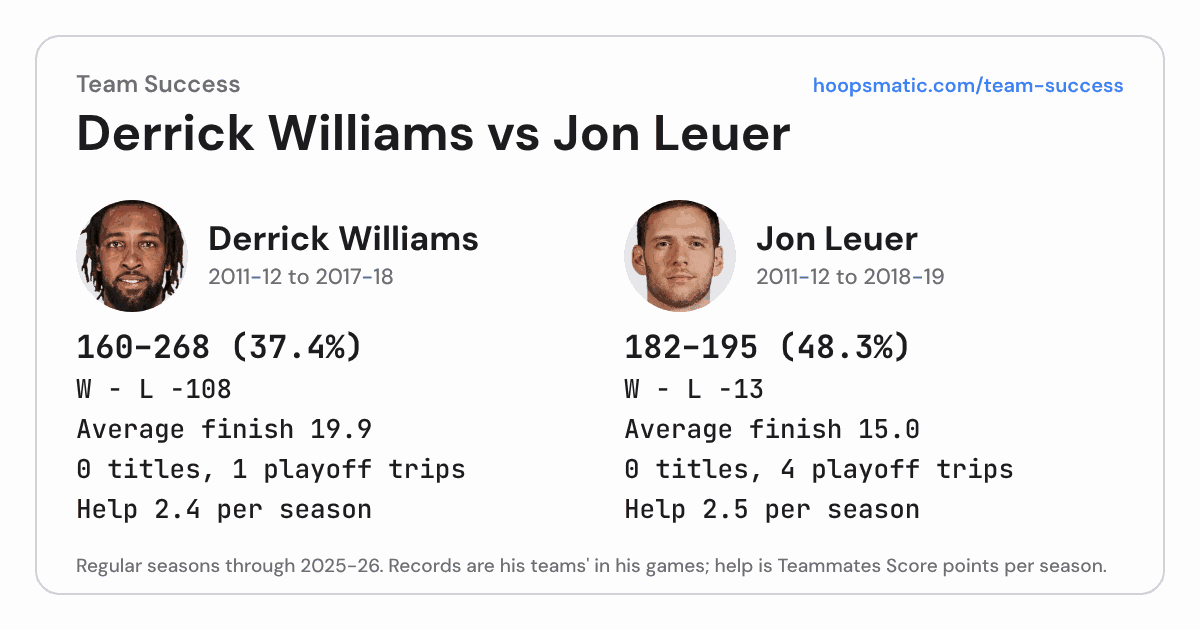 Team Success
hoopsmatic.com/team-success
Derrick Williams vs Jon Leuer
Derrick Williams
2011-12 to 2017-18
160-268 (37.4%)
W - L -108
Average finish 19.9
0 titles, 1 playoff trips
Help 2.4 per season
Jon Leuer
2011-12 to 2018-19
182-195 (48.3%)
W - L -13
Average finish 15.0
0 titles, 4 playoff trips
Help 2.5 per season
Regular seasons through 2025-26. Records are his teams' in his games; help is Teammates Score points per season.